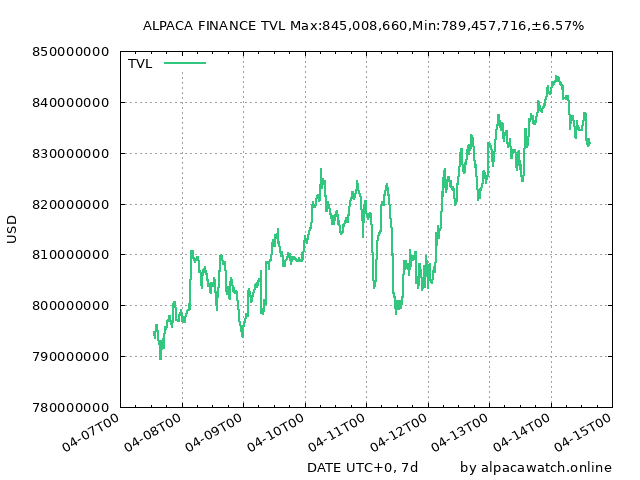 ALPACA FINANCE TVL Max:845,008,660,Min:789,457,716,±6.57%
850000000
TVL
840000000
830000000
820000000
USD
810000000
800000000
790000000
780000000
04-07T00
04-08T00
04-09T00
04-10T00
04-11T00
04-12T00
04-13T00
04-14T00
04-15T00
DATE UTC+0, 7d
by alpacawatch.online